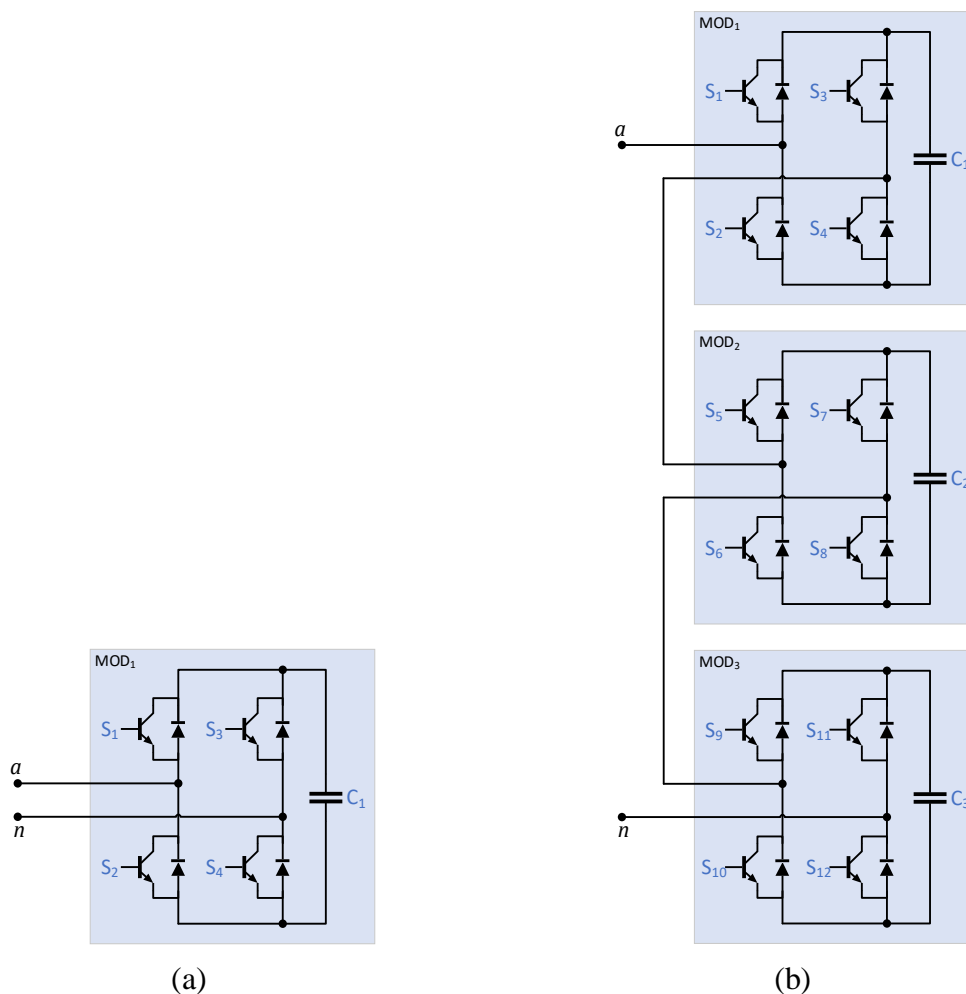 MOD₁
S₁ S₃
a
C₁
S₂ S₄
MOD₂
S₅ S₇
C₂
S₆ S₈
MOD₃
S₉ S₁₁
C₃
n
S₁₀ S₁₂
MOD₁
S₁ S₃
a
C₁
n
S₂ S₄
(a) (b)